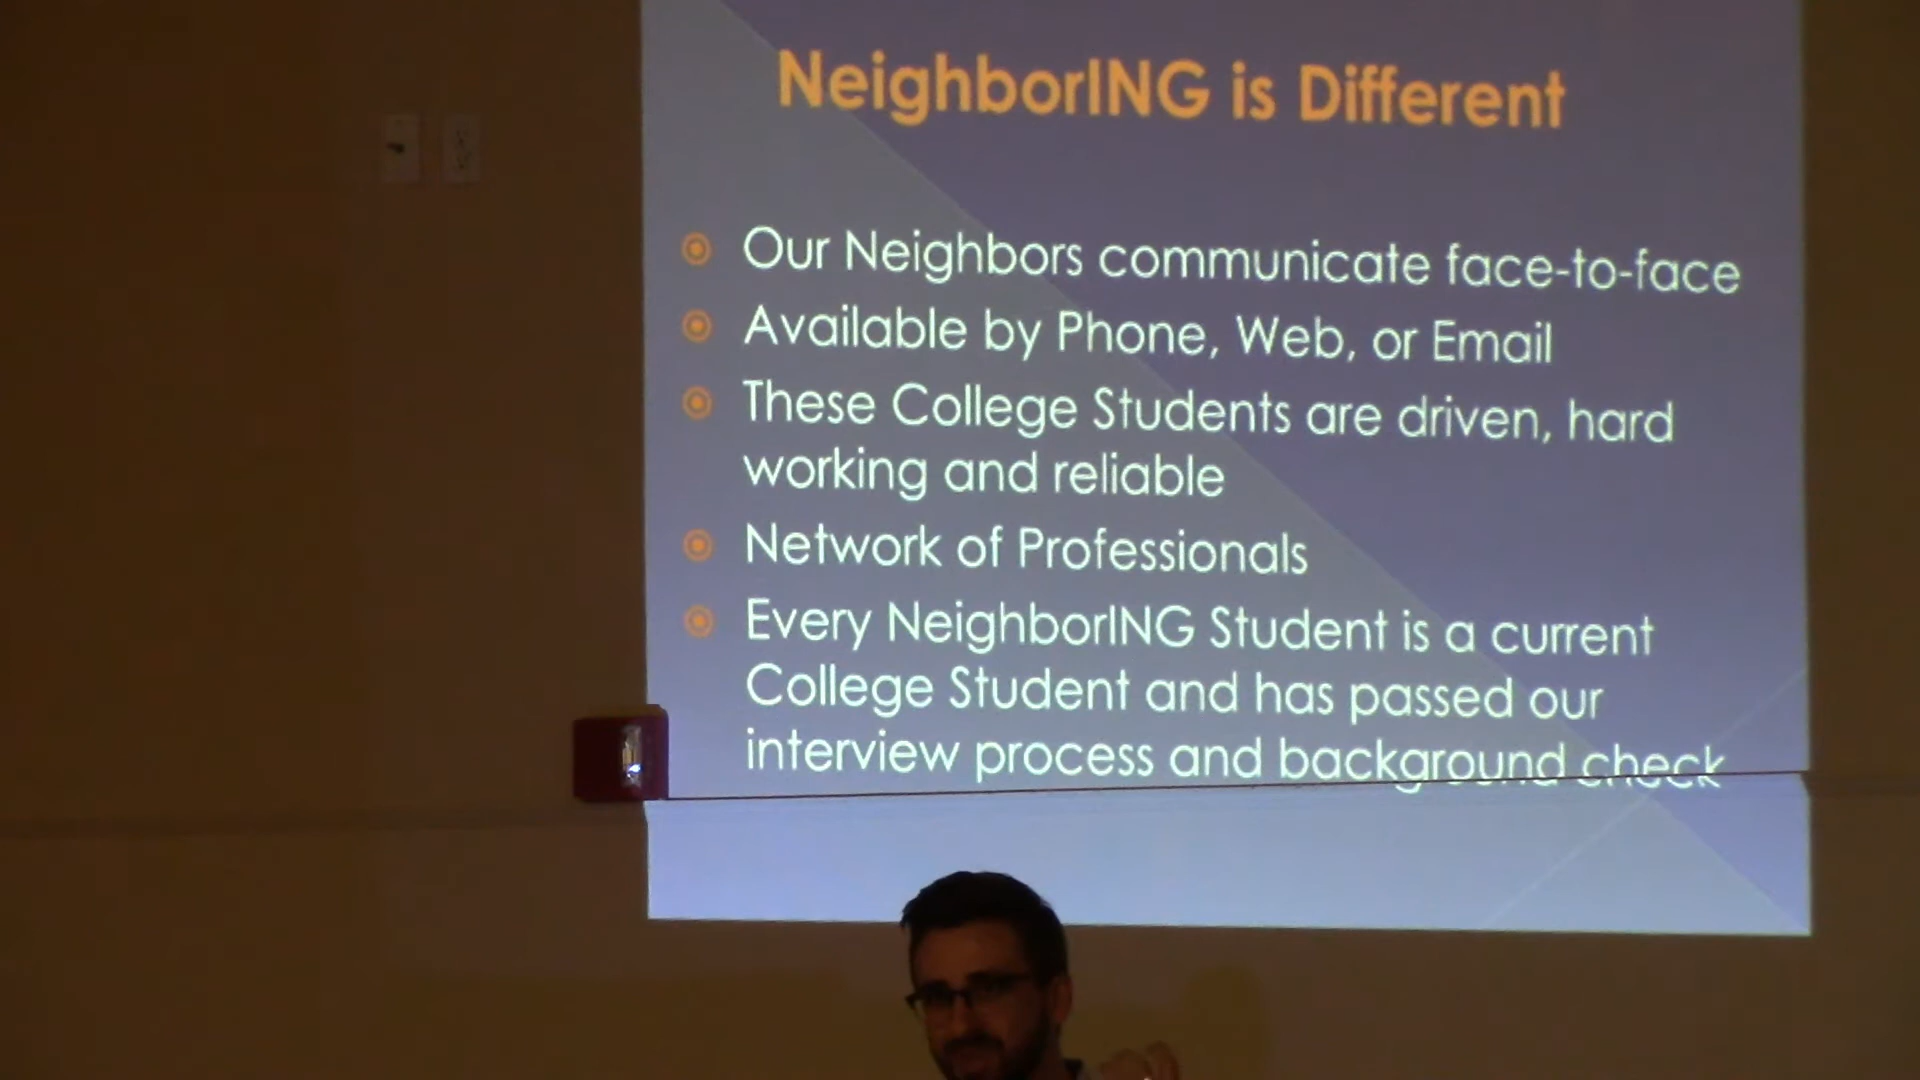 NeighborING is Different
Our Neighbors communicate face-to-face
Available by Phone, Web, or Email
These College Students are driven, hard
working and reliable
Network of Professionals
Every NeighborING Student is a current
College Student and has passed our
interview process and background check